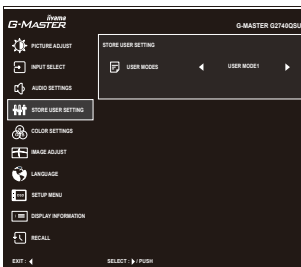 iiyama
G-MASTER
G-MASTER G2740QSU
PICTURE ADJUST
INPUT SELECT
AUDIO SETTINGS
STORE USER SETTING
COLOR SETTINGS
IMAGE ADJUST
LANGUAGE
SETUP MENU
DISPLAY INFORMATION
RECALL
STORE USER SETTING
USER MODES
USER MODE1
EXIT :
SELECT : / PUSH